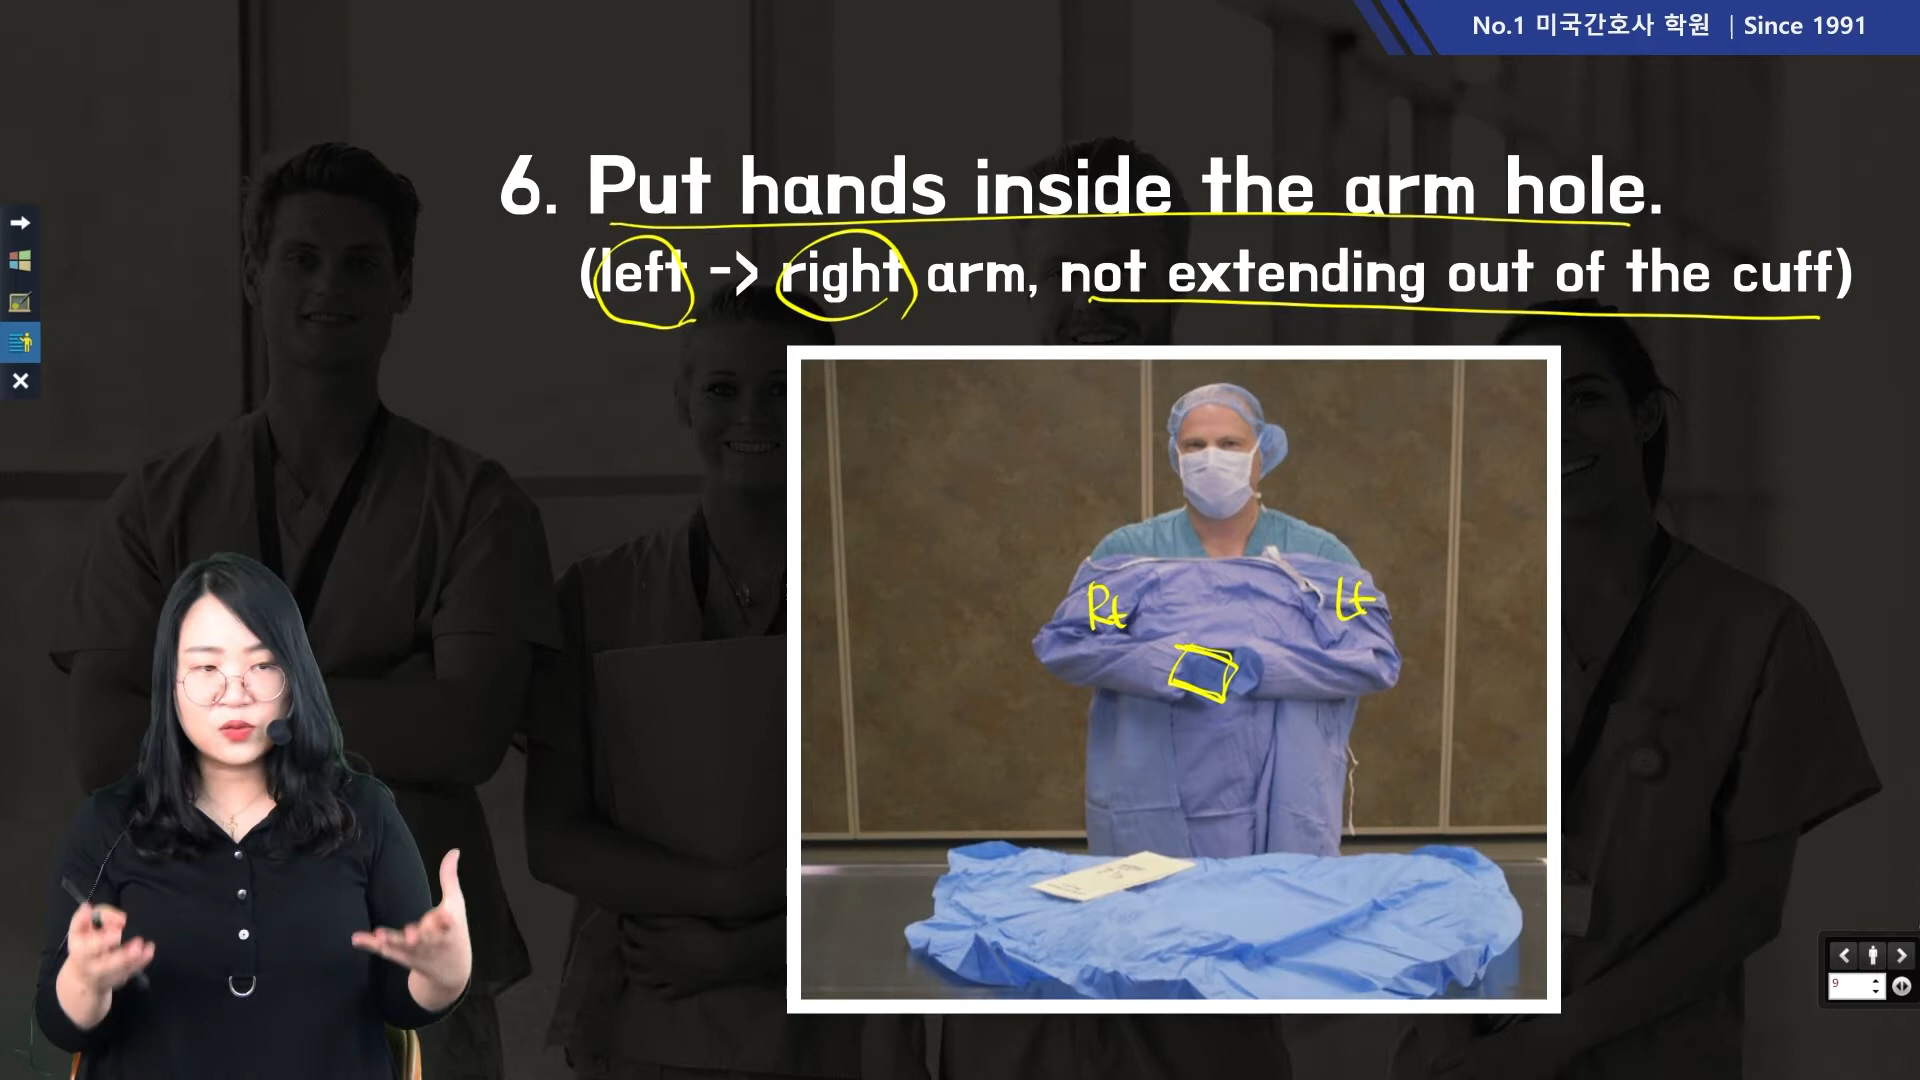 No.1 미국간호사 학원 | Since 1991
6. Put hands inside the arm hole.
(left -> right arm, not extending out of the cuff)
Rt
Lt
9